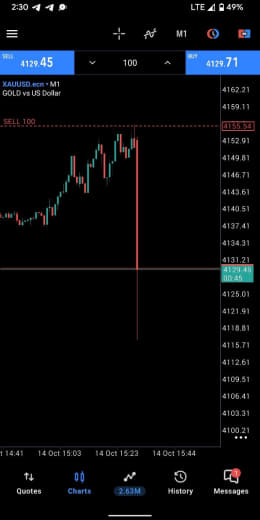 2:30
LTE 49%
M1
SELL
4129.45
100
BUY
4129.71
XAUUSD.ecn • M1
GOLD vs US Dollar
4162.21
4159.11
SELL 100
4155.54
4152.91
4149.81
4146.71
4143.61
4140.51
4137.41
4134.31
4131.21
4129.45
00:45
4125.01
4121.91
4118.81
4115.71
4112.61
4109.51
4106.41
4103.31
4100.21
t 14:41
14 Oct 15:03
14 Oct 15:23
14 Oct 15:44
Quotes
Charts
2.63M
History
Messages